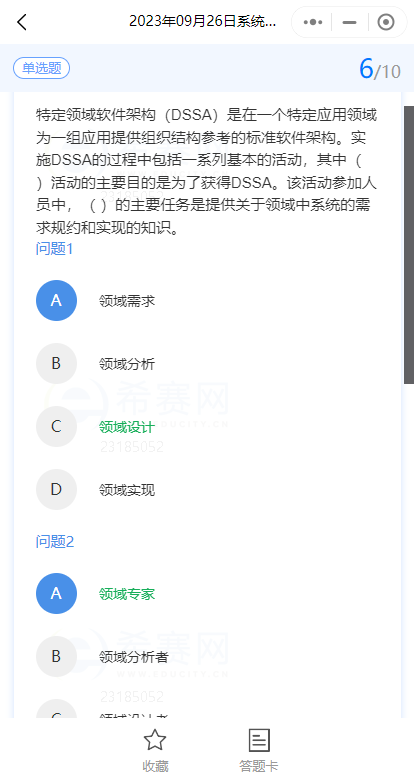 2023年09月26日系统...
单选题
6/10
特定领域软件架构（DSSA）是在一个特定应用领域
为一组应用提供组织结构参考的标准软件架构。实
施DSSA的过程中包括一系列基本的活动，其中（
）活动的主要目的是为了获得DSSA。该活动参加人
员中，（ ）的主要任务是提供关于领域中系统的需
求规约和实现的知识。
问题1
A 领域需求
B 领域分析
希赛网
C 领域设计
23185052
D 领域实现
问题2
A 领域专家
B 领域分析者
希赛网
23185052
C 领域设计者
收藏
答题卡